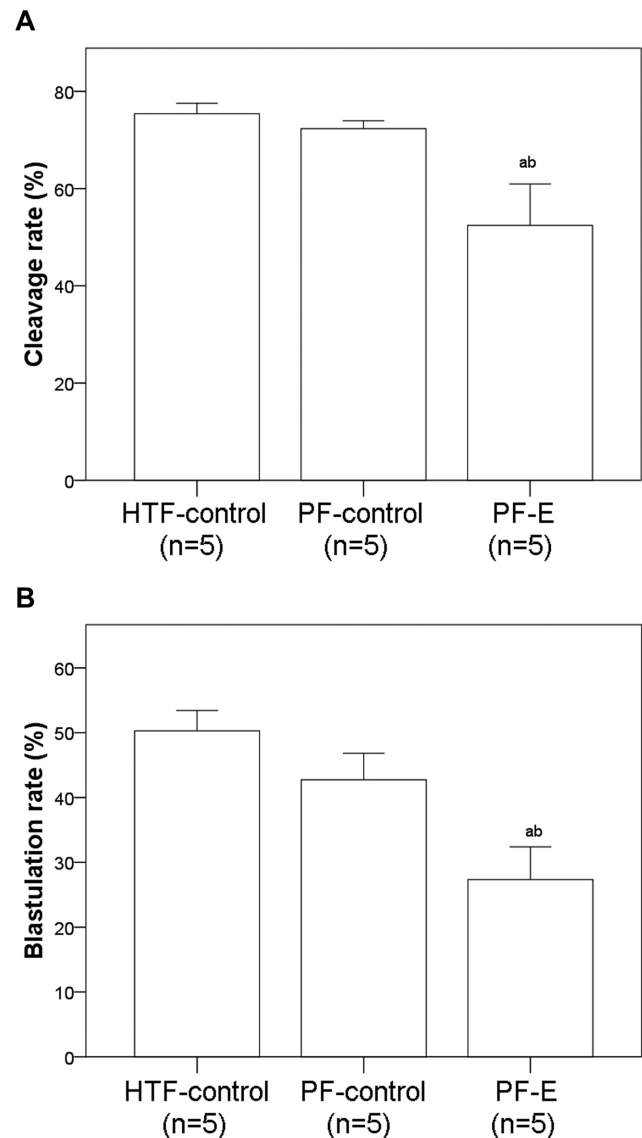 A
Cleavage rate (%)
80
60
40
20
0
ab
HTF-control PF-control PF-E
(n=5) (n=5) (n=5)
B
Blastulation rate (%)
60
50
40
30
20
10
0
ab
HTF-control PF-control PF-E
(n=5) (n=5) (n=5)